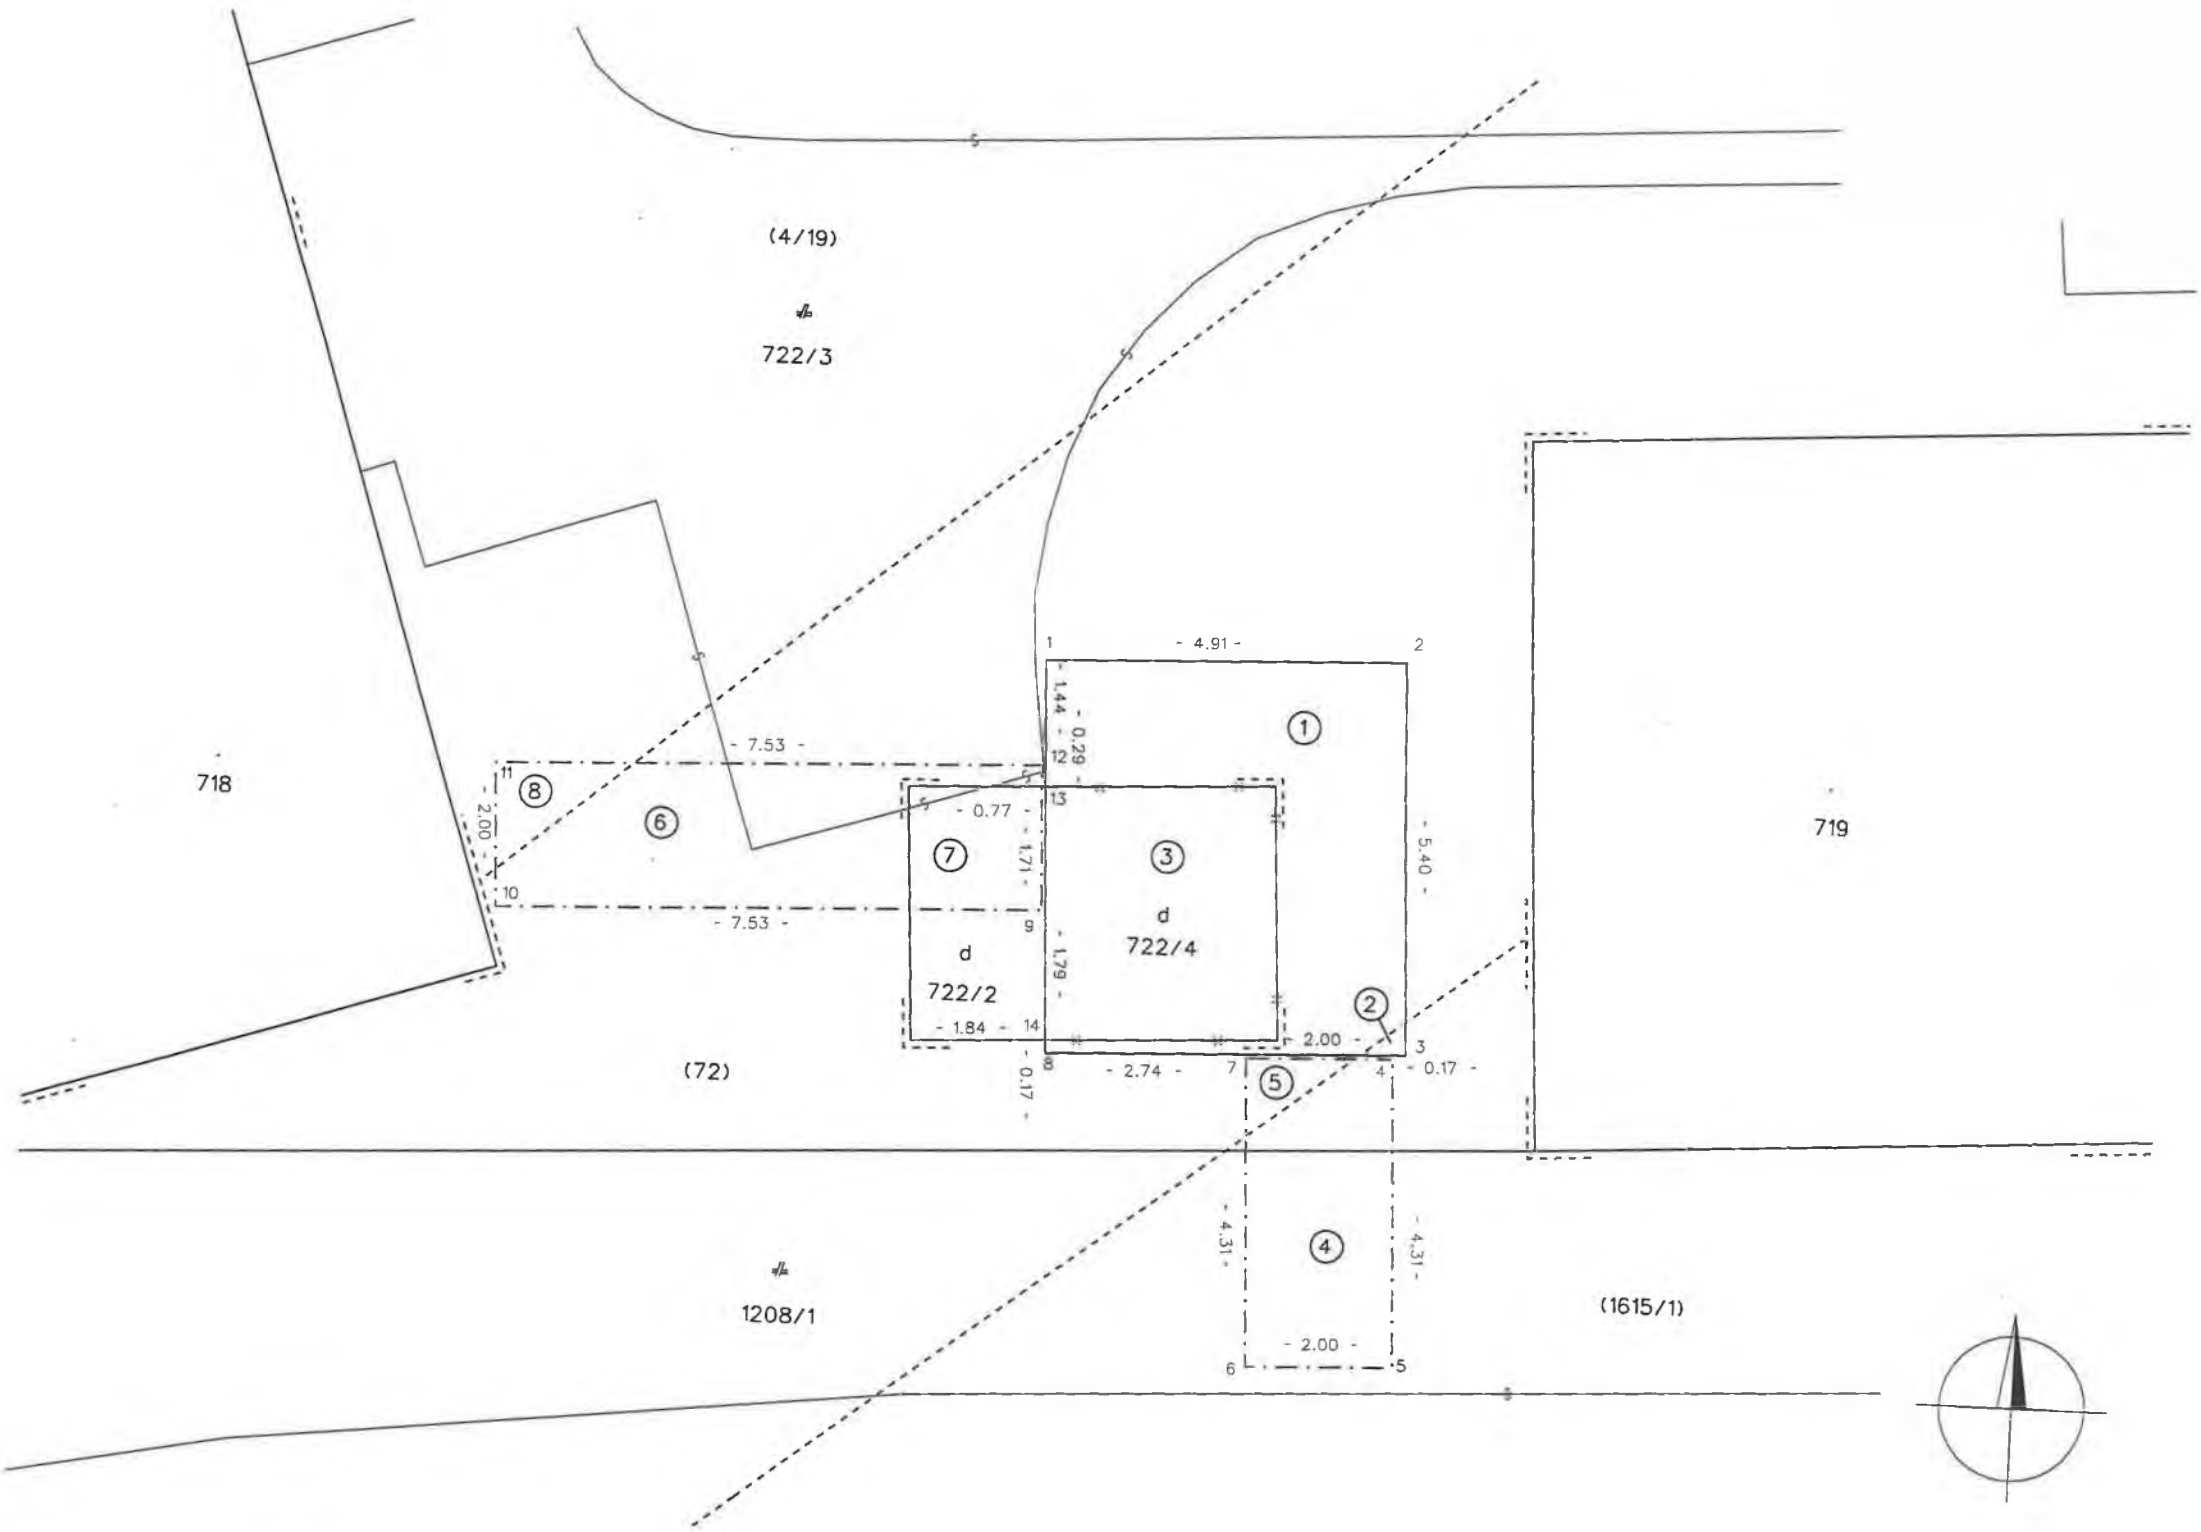 (4/19)
722/3
1
- 4.91 -
2
- 1.44 -
- 0.29 -
①
12
- 7.53 -
718
11
⑧
13
- 2.00 -
⑥
- 0.77 -
719
⑦
- 1.71 -
③
- 5.40 -
10
- 7.53 -
9
d
722/4
d
- 1.79 -
722/2
②
- 1.84 -
14
- 2.00 -
3
(72)
8
- 2.74 -
7
⑤
4
- 0.17 -
- 0.17 -
- 4.31 -
④
- 4.31 -
1208/1
(1615/1)
- 2.00 -
6
5